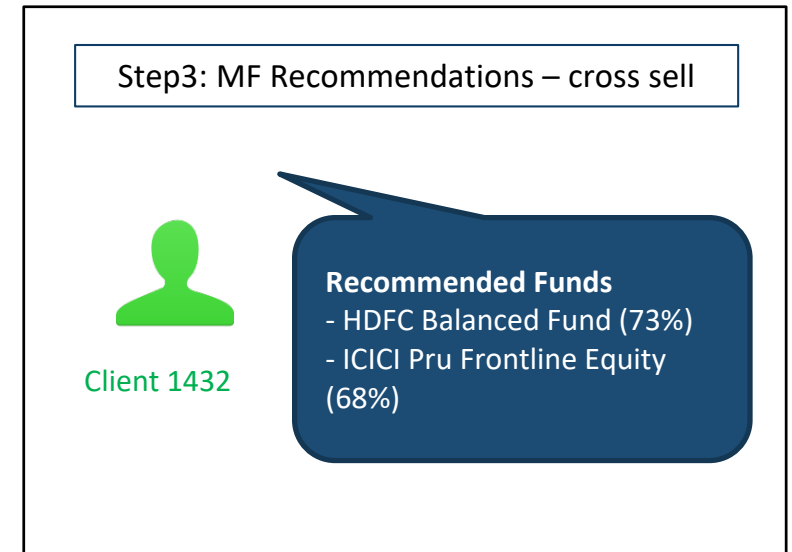 Step3: MF Recommendations – cross sell
Recommended Funds
- HDFC Balanced Fund (73%)
- ICICI Pru Frontline Equity
(68%)
Client 1432